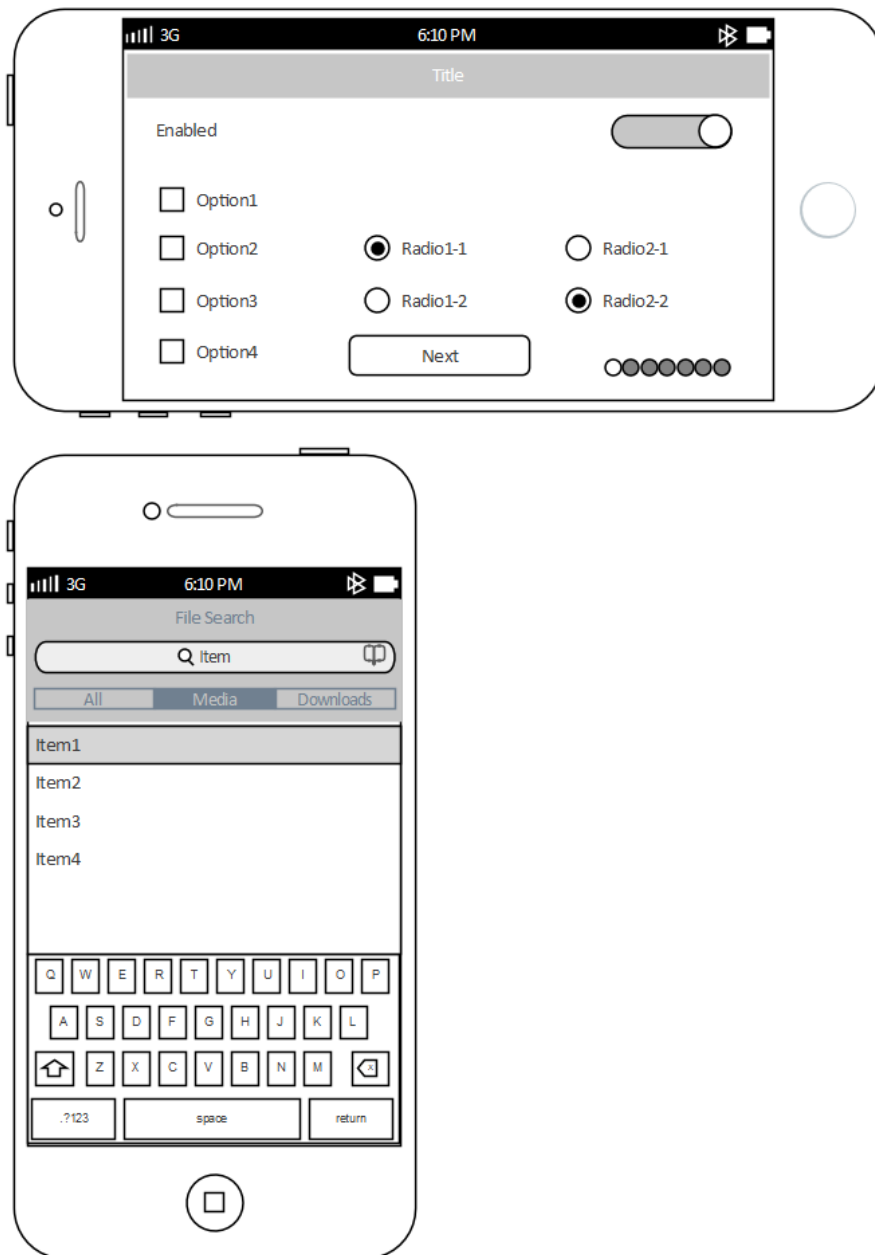 3G 6:10 PM
Title
Enabled
Option1
Option2 Radio1-1 Radio2-1
Option3 Radio1-2 Radio2-2
Option4 Next
3G 6:10 PM
File Search
Item
All Media Downloads
Item1
Item2
Item3
Item4
Q W E R T Y U I O P
A S D F G H J K L
Z X C V B N M X
.?123 space return